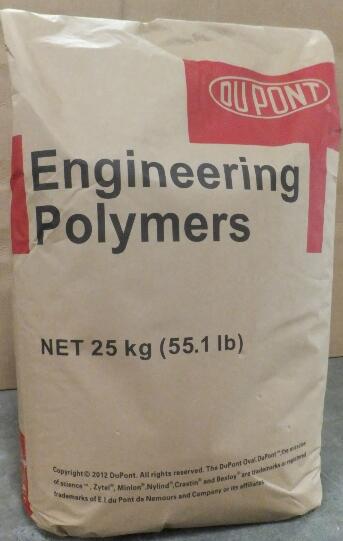 DUPONT
Engineering
Polymers
NET 25 kg (55.1 lb)
Copyright © 2012 DuPont. All rights reserved. The DuPont Oval, DuPont™, the miracles
of science™, Zytel®, Minlon®, Nylind®, Crastin® and Bexloy® are trademarks or registered
trademarks of E.I. du Pont de Nemours and Company or its affiliates